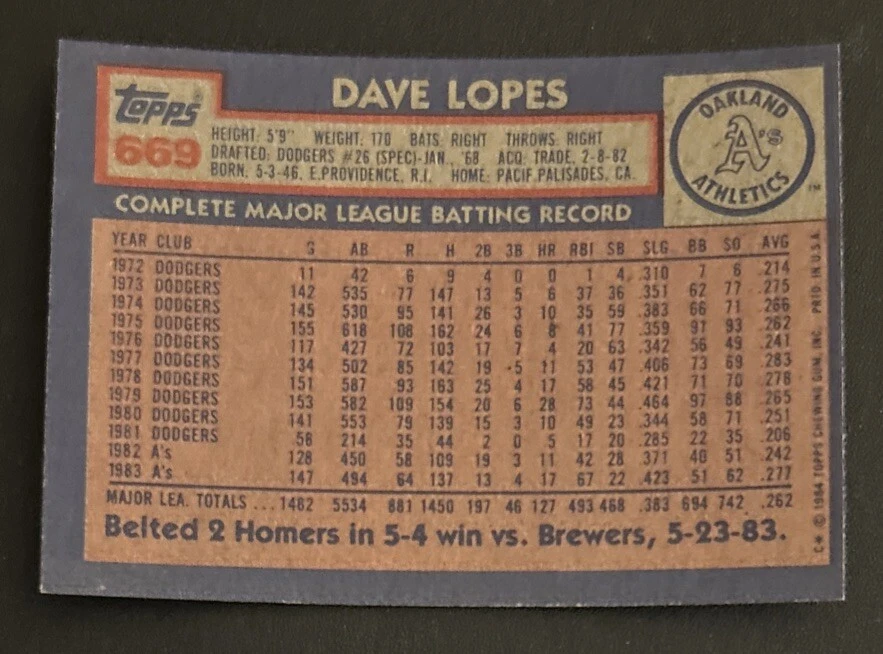 DAVE LOPES
Topps
669
HEIGHT: 5'9" WEIGHT: 170 BATS: RIGHT THROWS: RIGHT
DRAFTED: DODGERS #26 (SPEC)-JAN., '68 ACQ. TRADE, 2-8-82
BORN, 5-3-46, E.PROVIDENCE, R.I. HOME: PACIF.PALISADES, CA.
OAKLAND
A's
ATHLETICS
TM
COMPLETE MAJOR LEAGUE BATTING RECORD
YEAR CLUB G AB R H 2B 3B HR RBI SB SLG BB SO AVG
1972 DODGERS 11 42 6 9 4 0 0 1 4 .310 7 6 .214
1973 DODGERS 142 535 77 147 13 5 6 37 36 .351 62 77 .275
1974 DODGERS 145 530 95 141 26 3 10 35 59 .383 66 71 .266
1975 DODGERS 155 618 108 162 24 6 8 41 77 .359 91 93 .262
1976 DODGERS 117 427 72 103 17 7 4 20 63 .342 56 49 .241
1977 DODGERS 134 502 85 142 19 5 11 53 47 .406 73 69 .283
1978 DODGERS 151 587 93 163 25 4 17 58 45 .421 71 70 .278
1979 DODGERS 153 582 109 154 20 6 28 73 44 .464 97 88 .265
1980 DODGERS 141 553 79 139 15 3 10 49 23 .344 58 71 .251
1981 DODGERS 58 214 35 44 2 0 5 17 20 .285 22 35 .206
1982 A's 128 450 58 109 19 3 11 42 28 .371 40 51 .242
1983 A's 147 494 64 137 13 4 17 67 22 .423 51 62 .277
MAJOR LEA. TOTALS ... 1482 5534 881 1450 197 46 127 493 468 .383 694 742 .262
Belted 2 Homers in 5-4 win vs. Brewers, 5-23-83.
C* © 1984 TOPPS CHEWING GUM, INC. PRTD. IN U.S.A.